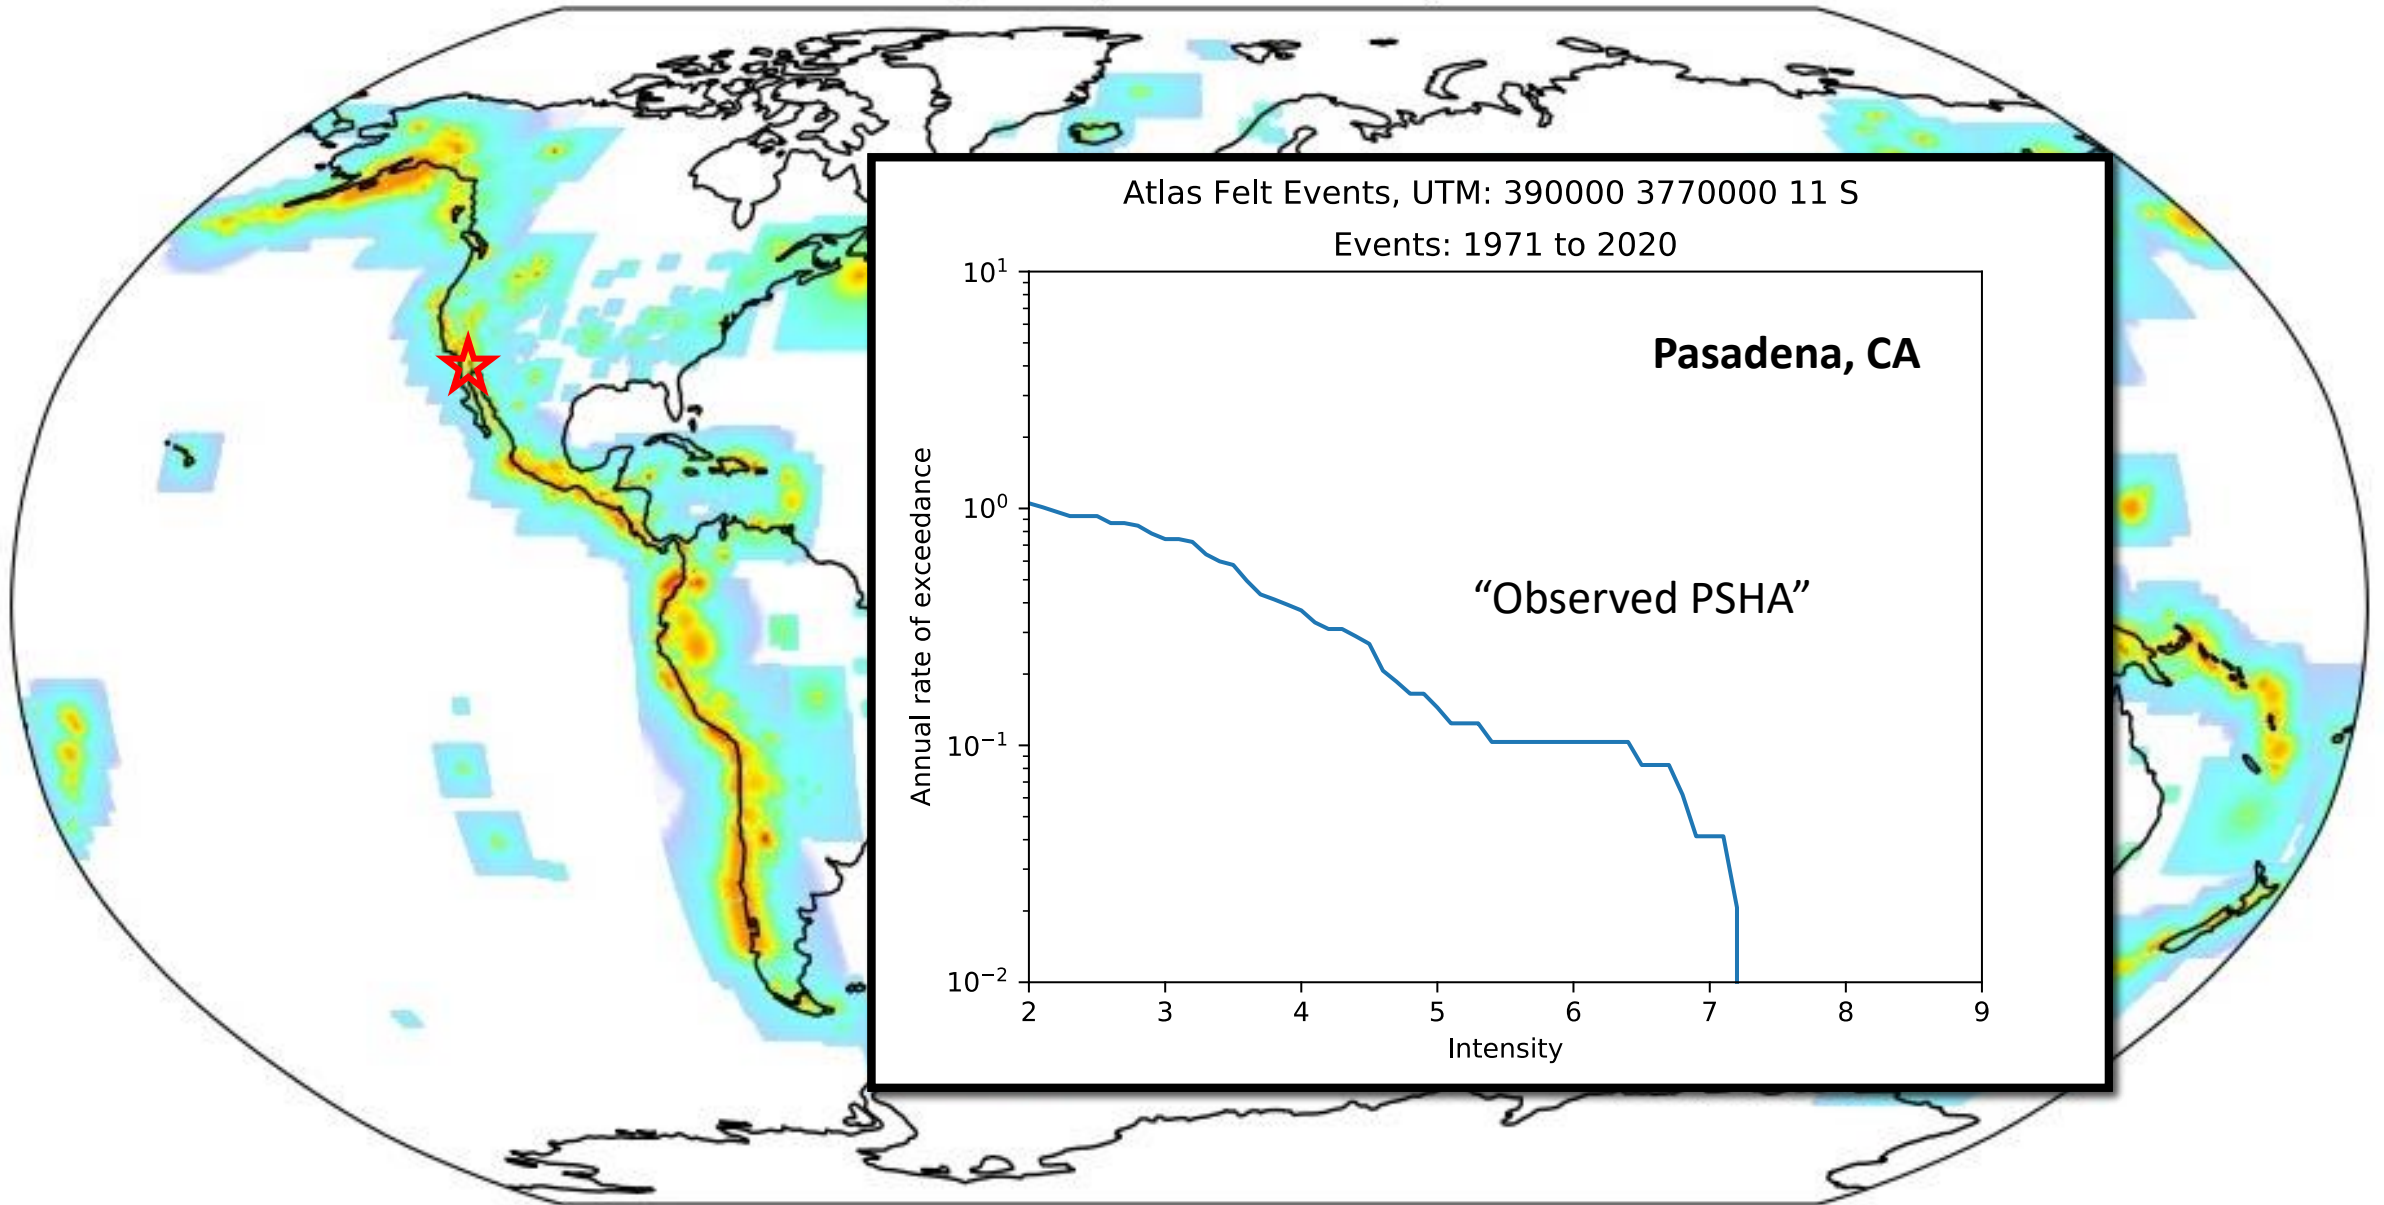 Atlas Felt Events, UTM: 390000 3770000 11 S
Events: 1971 to 2020
10¹
Pasadena, CA
10⁰
“Observed PSHA”
10⁻¹
10⁻²
Annual rate of exceedance
2 3 4 5 6 7 8 9
Intensity